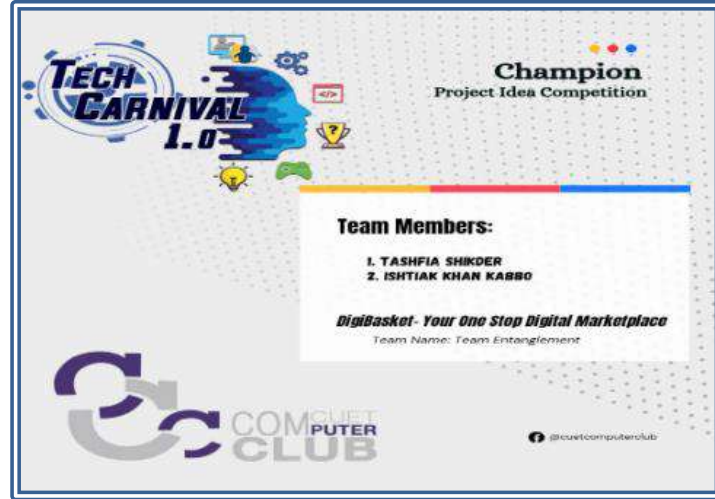 TECH
CARNIVAL
1.0
</>
?
Champion
Project Idea Competition
Team Members:
1. TASHFIA SHIKDER
2. ISHTIAK KHAN KABBO
DigiBasket- Your One Stop Digital Marketplace
Team Name: Team Entanglement
CCC
CUET
COMPUTER
CLUB
@cuetcomputerclub